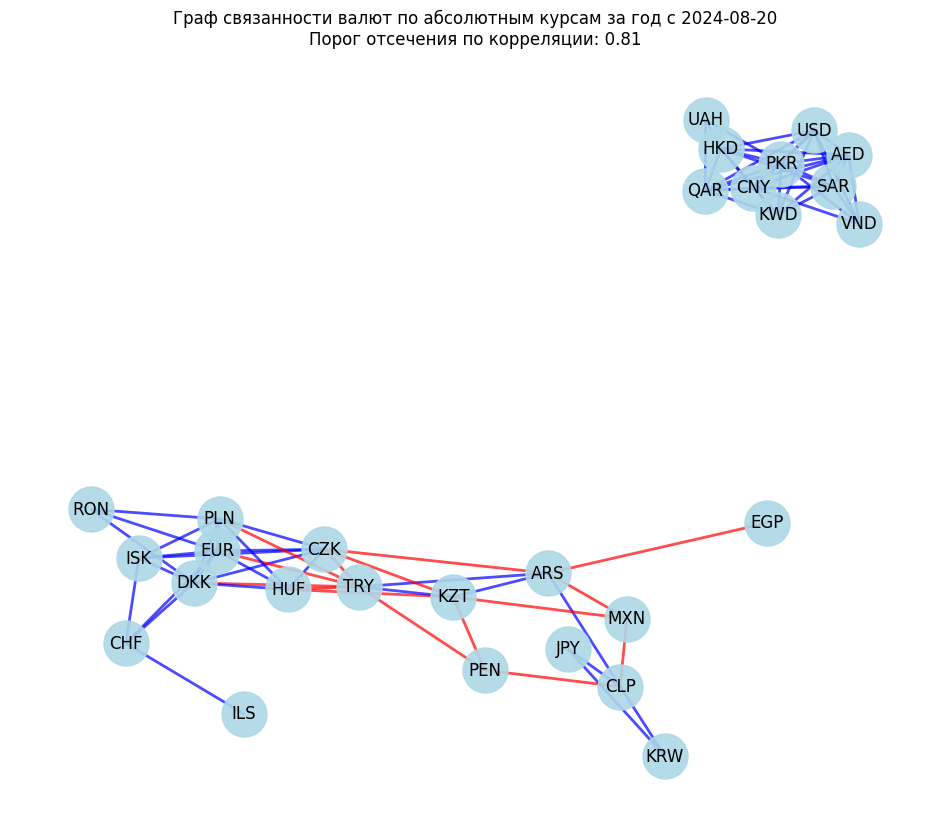 Граф связанности валют по абсолютным курсам за год с 2024-08-20
Порог отсечения по корреляции: 0.81
UAH
USD
HKD
AED
PKR
QAR
CNY
SAR
KWD
VND
RON
PLN
EGP
ISK
EUR
CZK
DKK
HUF
TRY
KZT
ARS
MXN
CHF
JPY
PEN
CLP
ILS
KRW